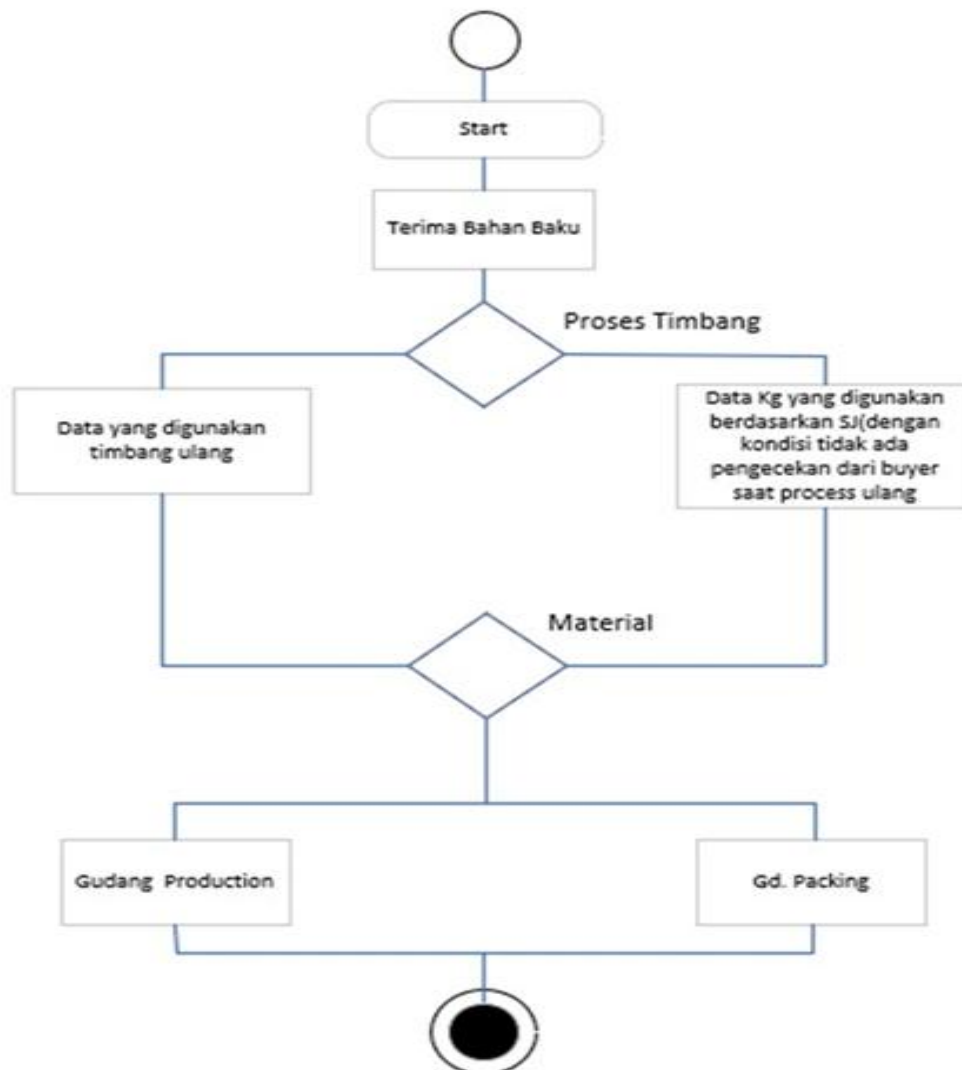 Start
Terima Bahan Baku
Proses Timbang
Data yang digunakan
timbang ulang
Data Kg yang digunakan
berdasarkan SJ(dengan
kondisi tidak ada
pengecekan dari buyer
saat process ulang
Material
Gudang Production
Gd. Packing